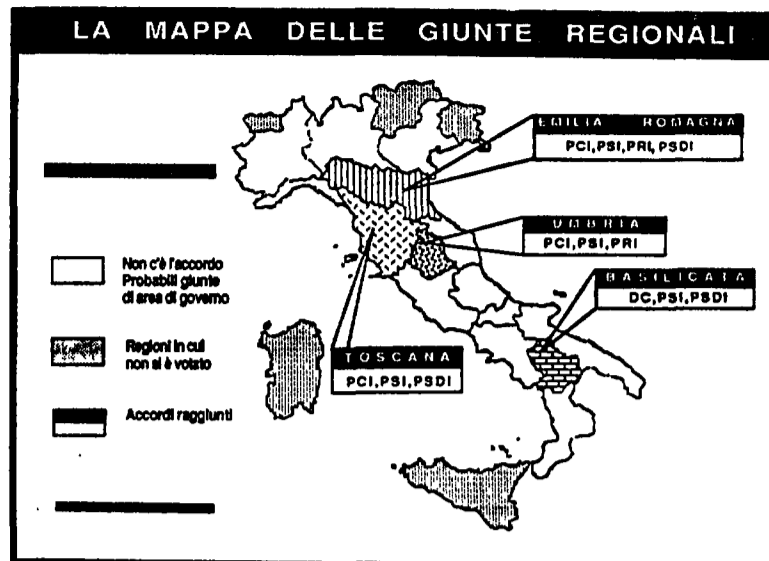 LA MAPPA DELLE GIUNTE REGIONALI
EMILIA ROMAGNA
PCI, PSI, PRI, PSDI
UMBRIA
PCI, PSI, PRI
BASILICATA
DC, PSI, PSDI
TOSCANA
PCI, PSI, PSDI
Non c'è l'accordo
Probabili giunte
di area di governo
Regioni in cui
non si è votato
Accordi raggiunti